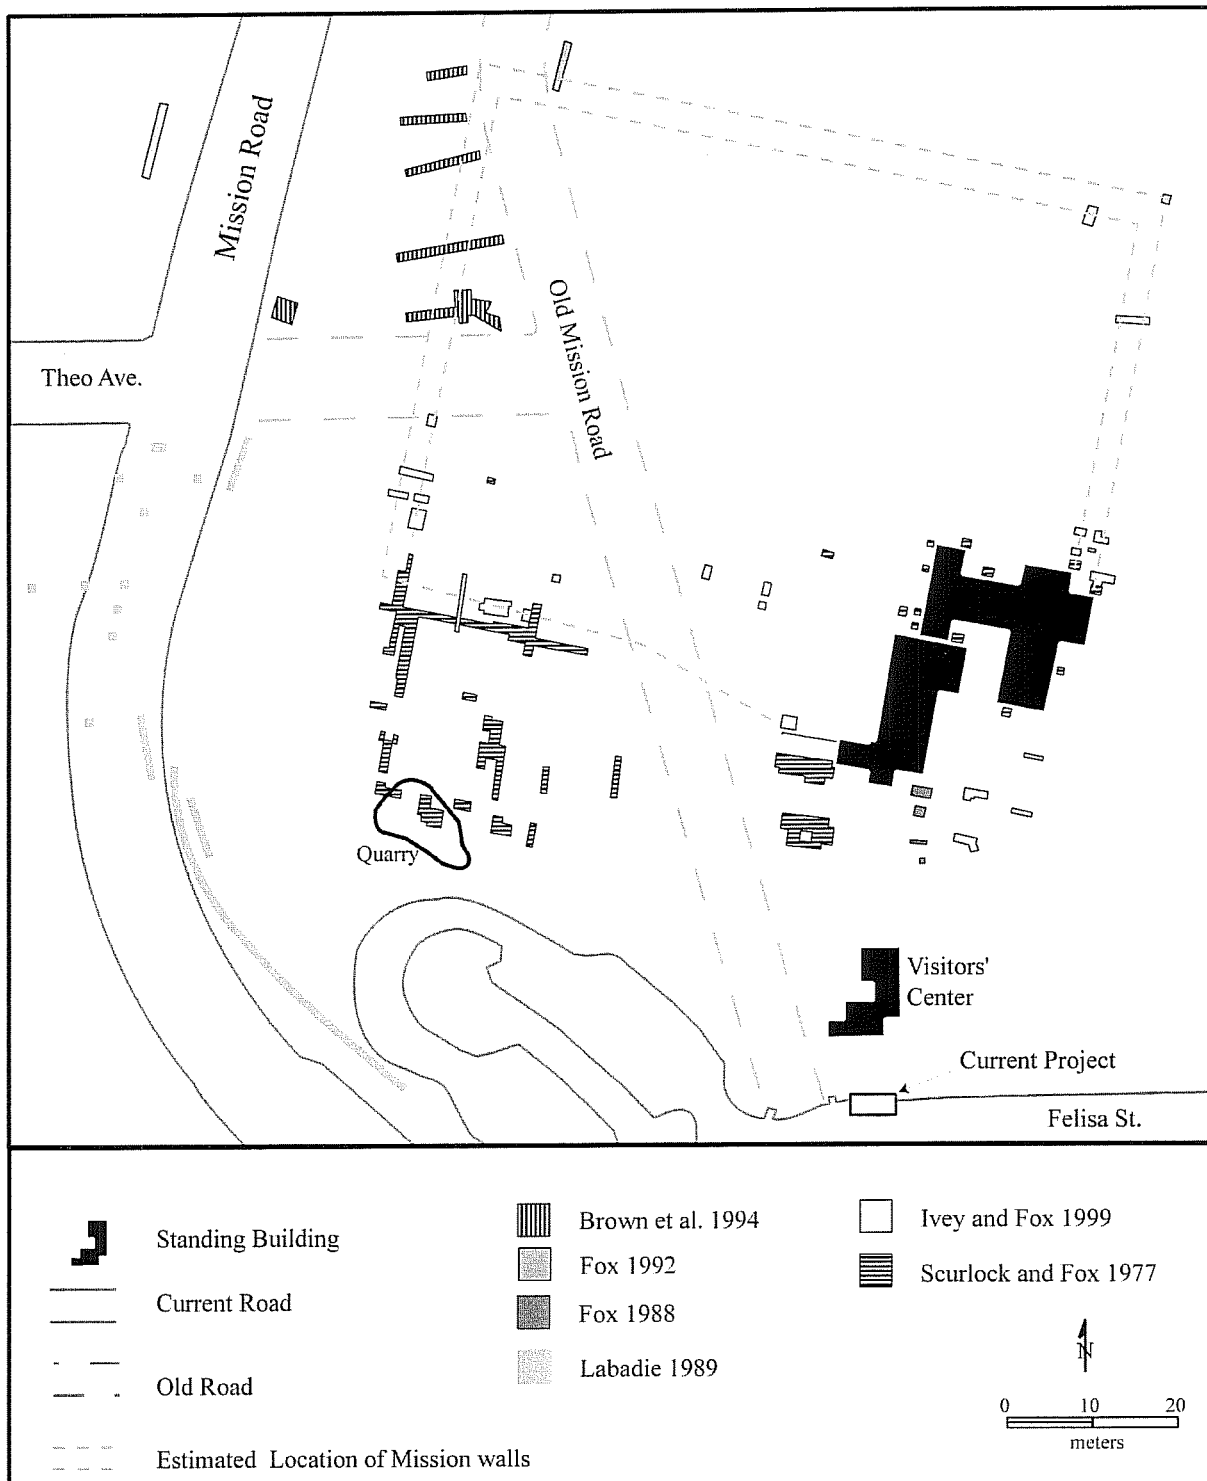 Mission Road
Old Mission Road
Theo Ave.
Quarry
Visitors'
Center
Current Project
Felisa St.
Standing Building
Current Road
Old Road
Estimated Location of Mission walls
Brown et al. 1994
Fox 1992
Fox 1988
Labadie 1989
Ivey and Fox 1999
Scurlock and Fox 1977
N
0 10 20
meters